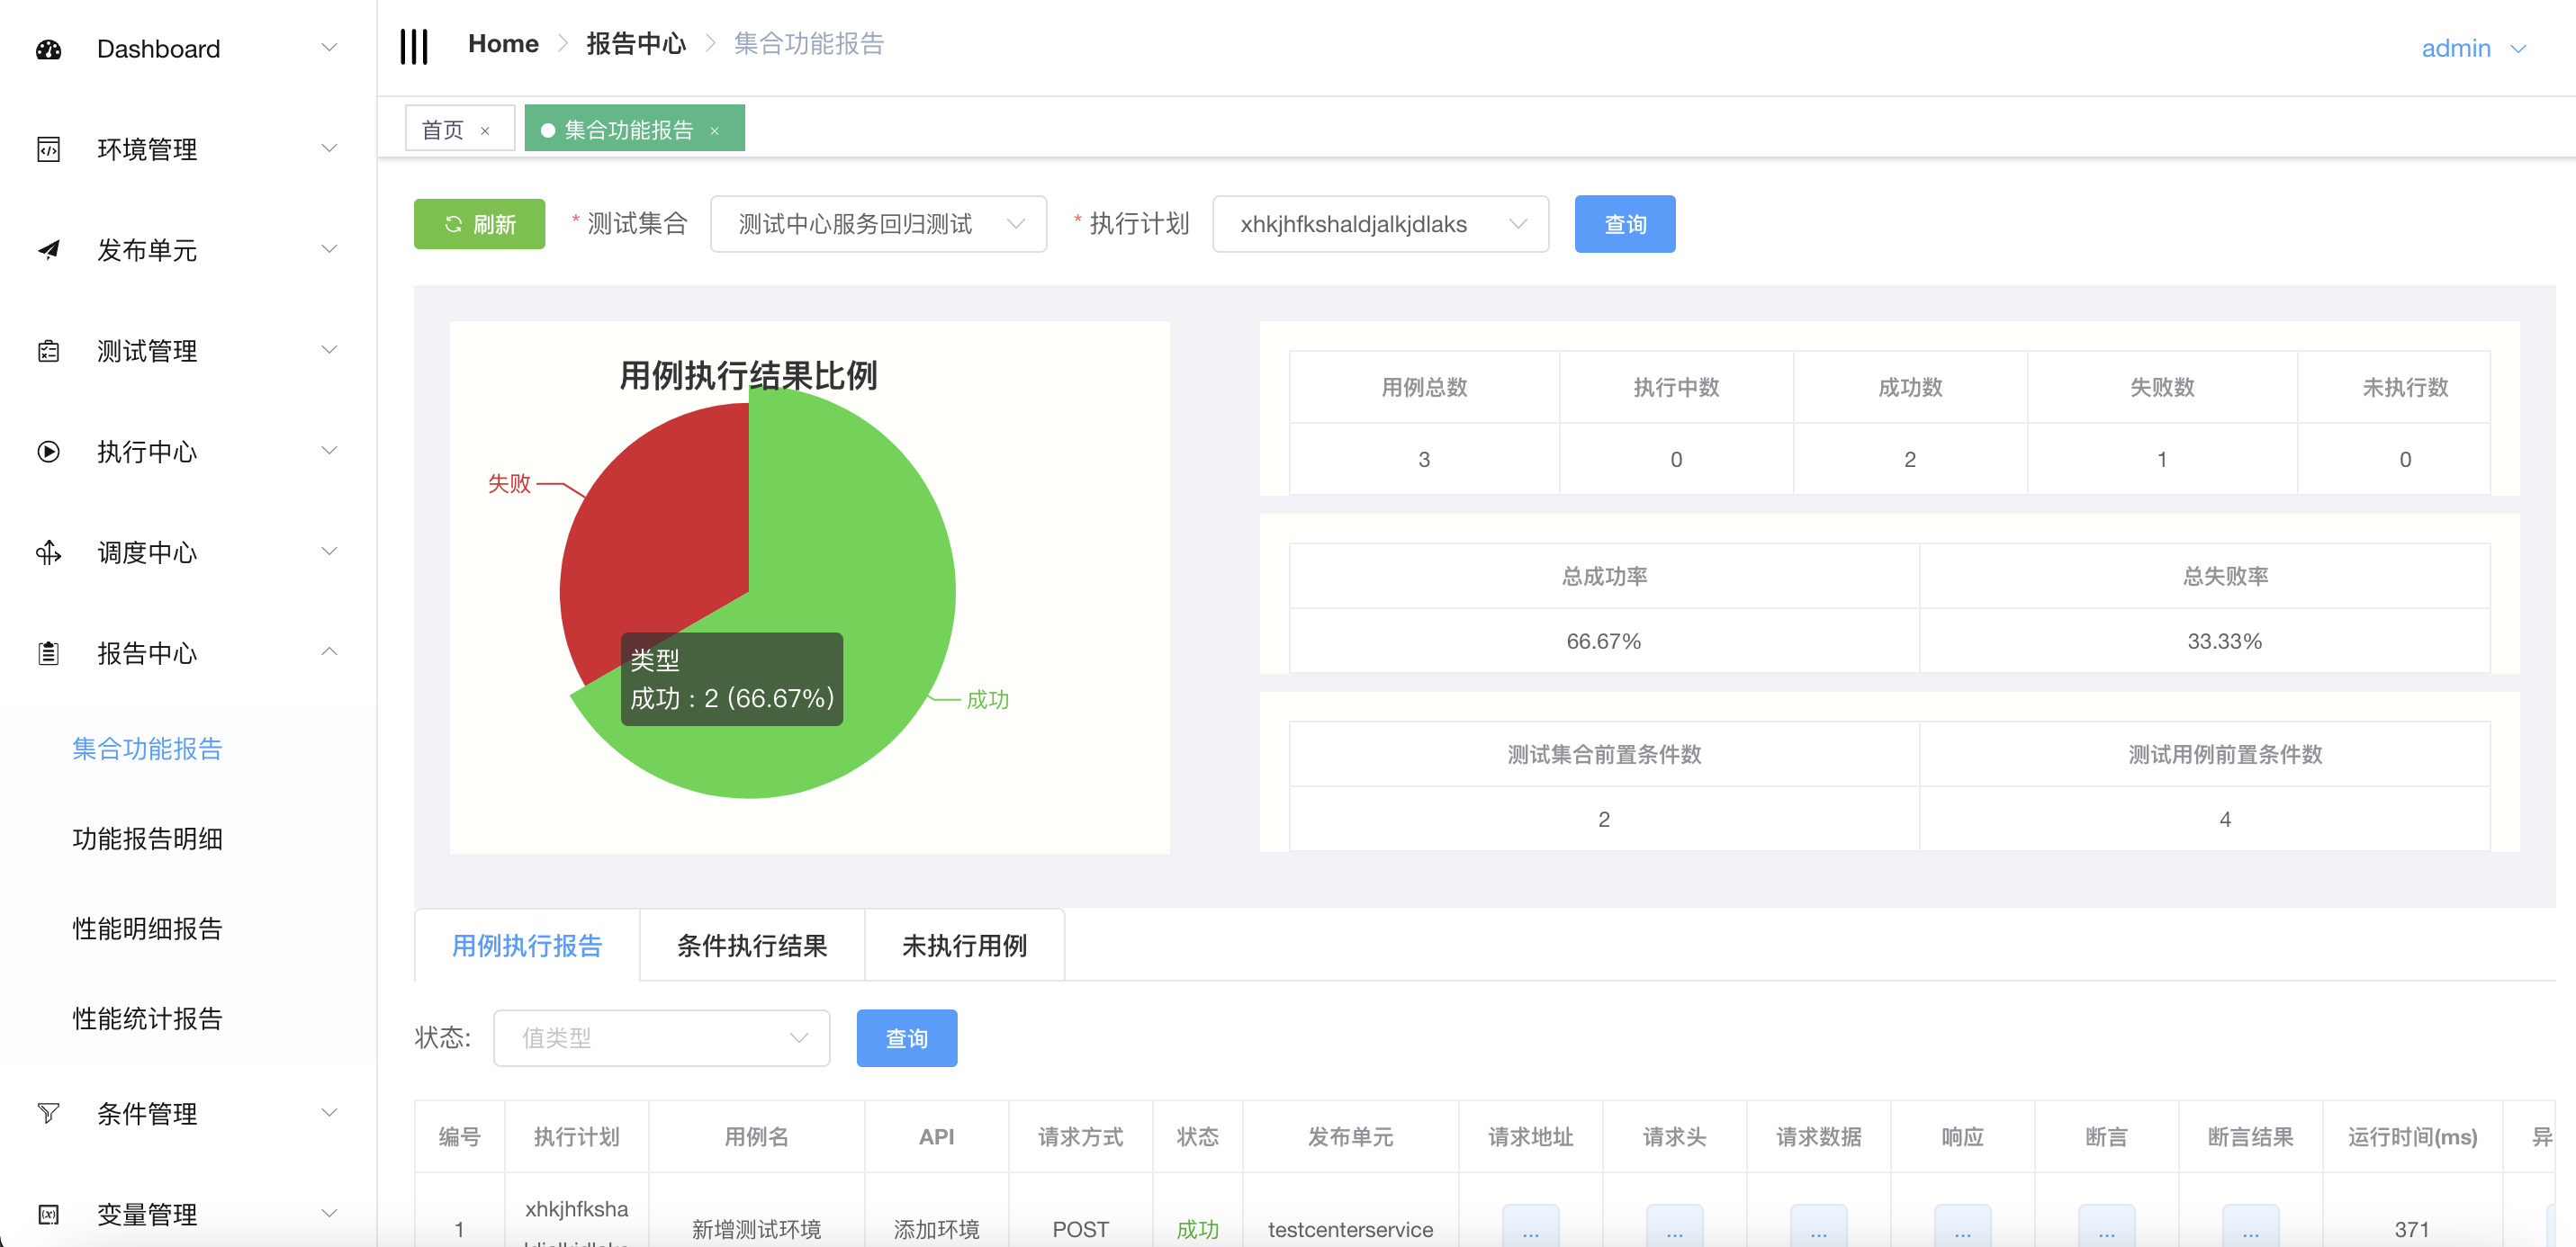 Dashboard
环境管理
发布单元
测试管理
执行中心
调度中心
报告中心
集合功能报告
功能报告明细
性能明细报告
性能统计报告
条件管理
变量管理
Home 报告中心 集合功能报告
admin
首页 × 集合功能报告 ×
刷新 * 测试集合 测试中心服务回归测试 * 执行计划 xhkjhfkshaldjalkjdlaks 查询
用例执行结果比例
失败
类型
成功 : 2 (66.67%)
成功
用例总数 执行中数 成功数 失败数 未执行数
3 0 2 1 0
总成功率 总失败率
66.67% 33.33%
测试集合前置条件数 测试用例前置条件数
2 4
用例执行报告 条件执行结果 未执行用例
状态: 值类型 查询
编号 执行计划 用例名 API 请求方式 状态 发布单元 请求地址 请求头 请求数据 响应 断言 断言结果 运行时间(ms) 异
xhkjhfksha
1 新增测试环境 添加环境 POST 成功 testcenterservice ... ... ... ... ... ... 371